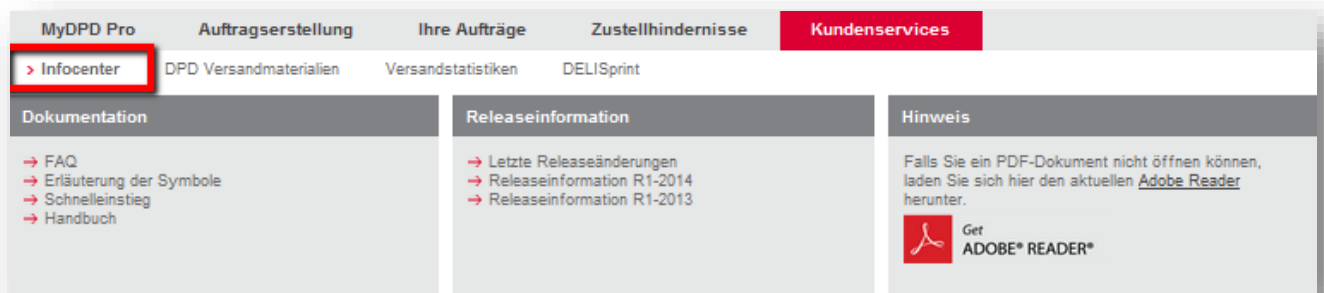 MyDPD Pro Auftragserstellung Ihre Aufträge Zustellhindernisse Kundenservices
Infocenter DPD Versandmaterialien Versandstatistiken DELISprint
Dokumentation
FAQ
Erläuterung der Symbole
Schnelleinstieg
Handbuch
Releaseinformation
Letzte Releaseänderungen
Releaseinformation R1-2014
Releaseinformation R1-2013
Hinweis
Falls Sie ein PDF-Dokument nicht öffnen können,
laden Sie sich hier den aktuellen Adobe Reader
herunter.
Get
ADOBE® READER®